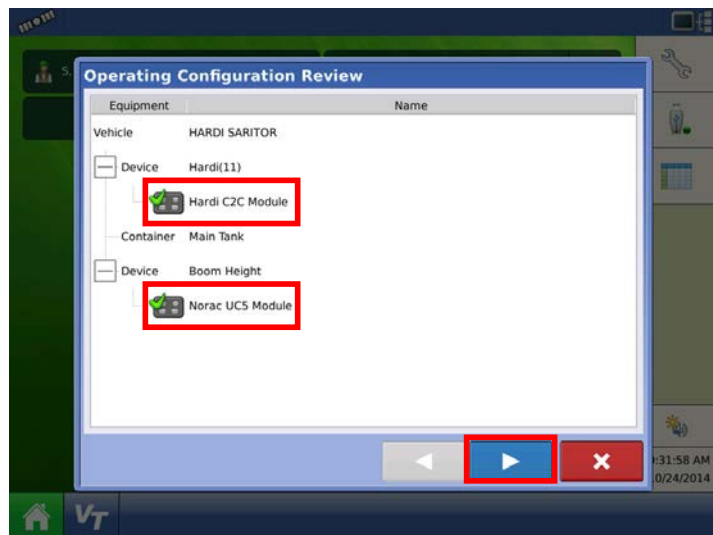 S.
Operating Configuration Review
Equipment Name
Vehicle HARDI SARITOR
Device Hardi(11)
Hardi C2C Module
Container Main Tank
Device Boom Height
Norac UC5 Module
:31:58 AM
0/24/2014
VT